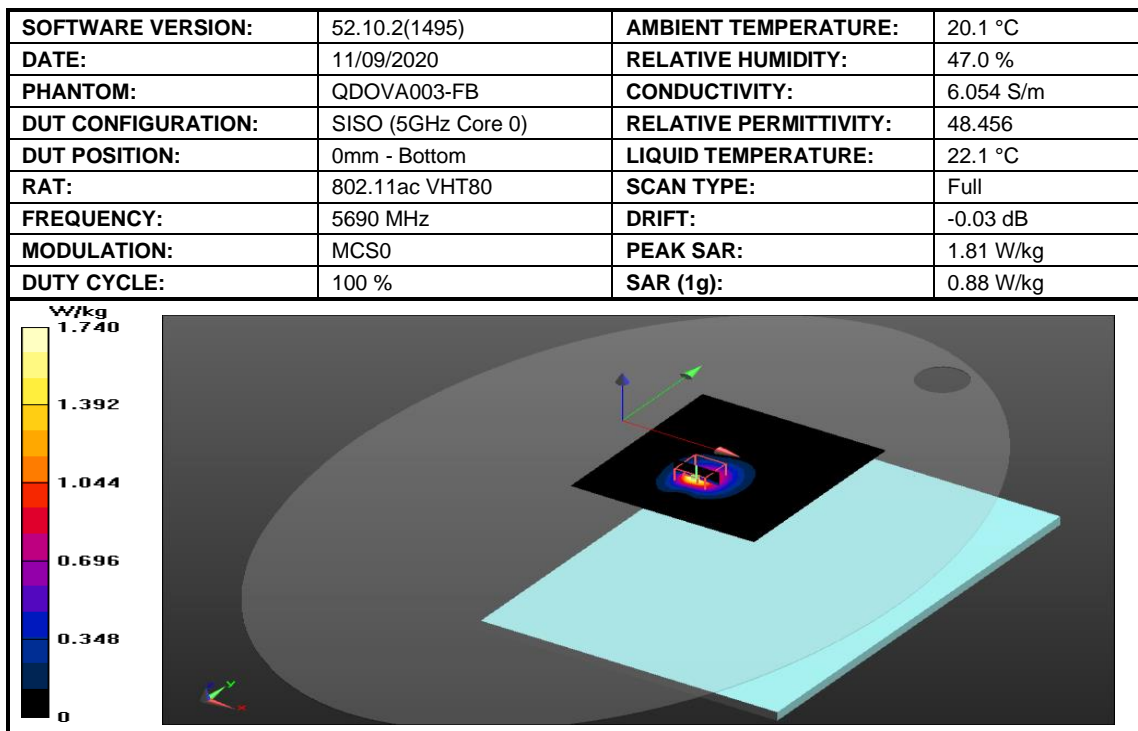 SOFTWARE VERSION: 52.10.2(1495) AMBIENT TEMPERATURE: 20.1 °C
DATE: 11/09/2020 RELATIVE HUMIDITY: 47.0 %
PHANTOM: QDOVA003-FB CONDUCTIVITY: 6.054 S/m
DUT CONFIGURATION: SISO (5GHz Core 0) RELATIVE PERMITTIVITY: 48.456
DUT POSITION: 0mm - Bottom LIQUID TEMPERATURE: 22.1 °C
RAT: 802.11ac VHT80 SCAN TYPE: Full
FREQUENCY: 5690 MHz DRIFT: -0.03 dB
MODULATION: MCS0 PEAK SAR: 1.81 W/kg
DUTY CYCLE: 100 % SAR (1g): 0.88 W/kg
W/kg
1.740
1.392
1.044
0.696
0.348
0
Y
X